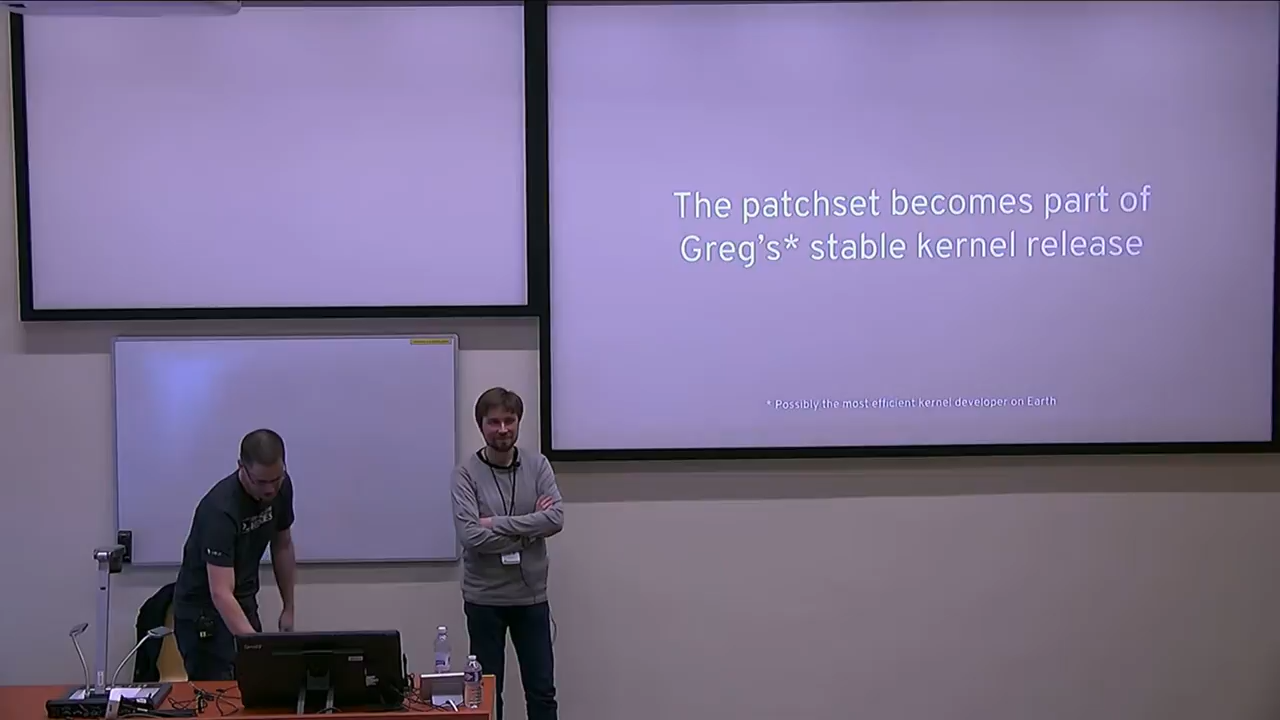 The patchset becomes part of
Greg's* stable kernel release
* Possibly the most efficient kernel developer on Earth